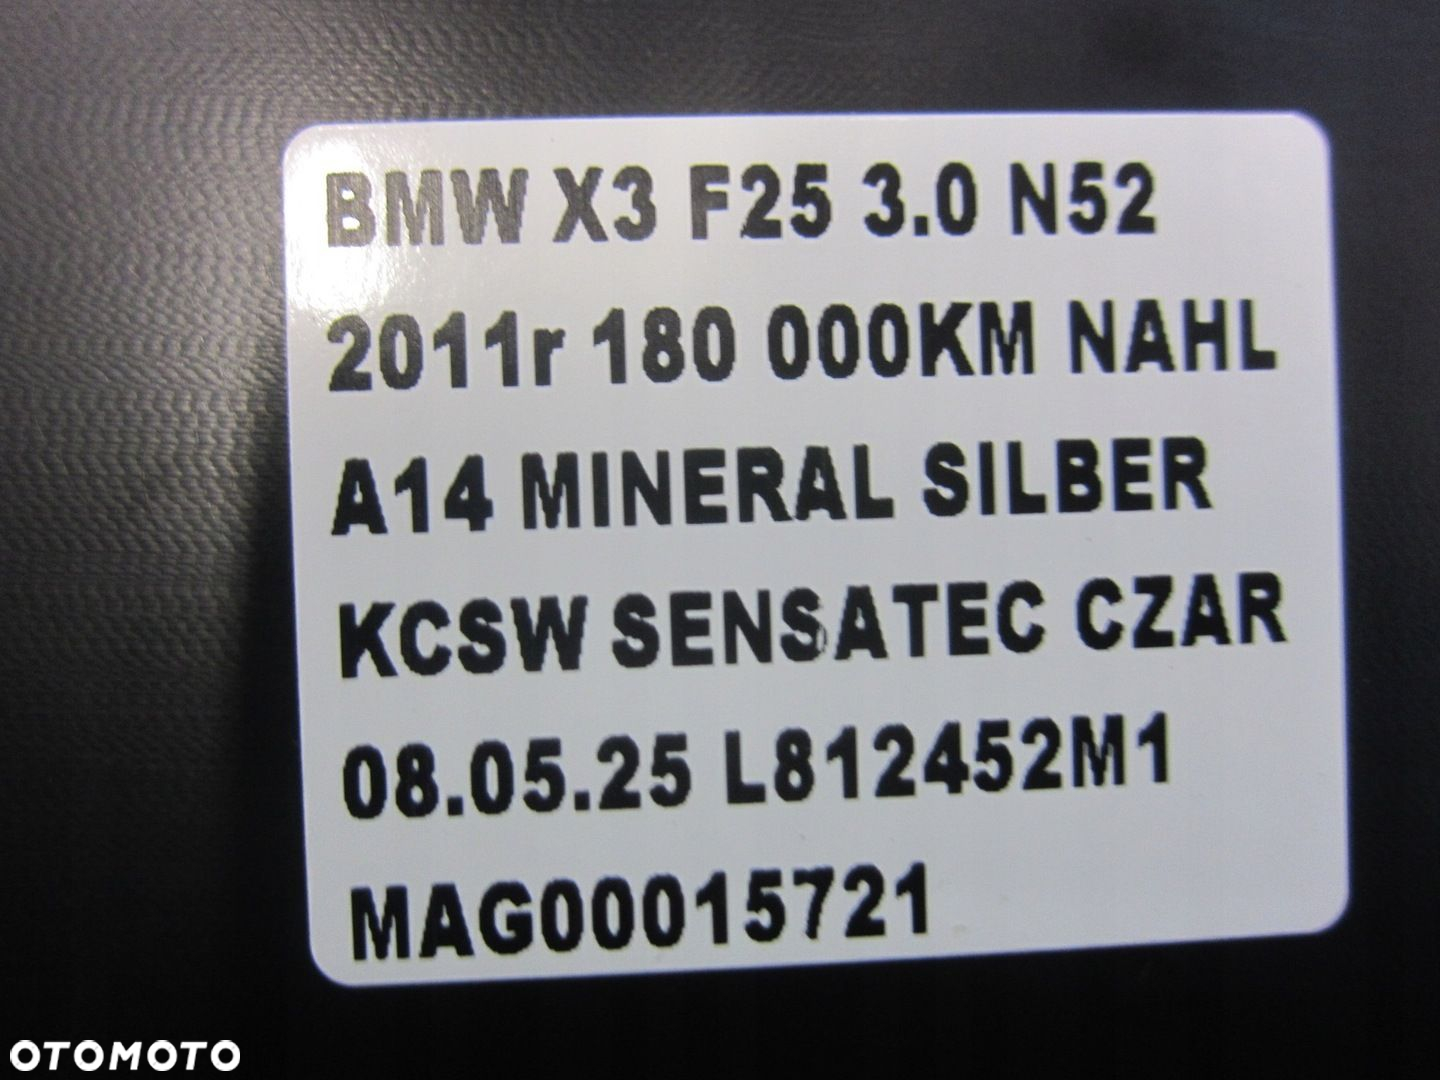 BMW X3 F25 3.0 N52
2011r 180 000KM NAHL
A14 MINERAL SILBER
KCSW SENSATEC CZAR
08.05.25 L812452M1
MAG00015721
OTOMOTO